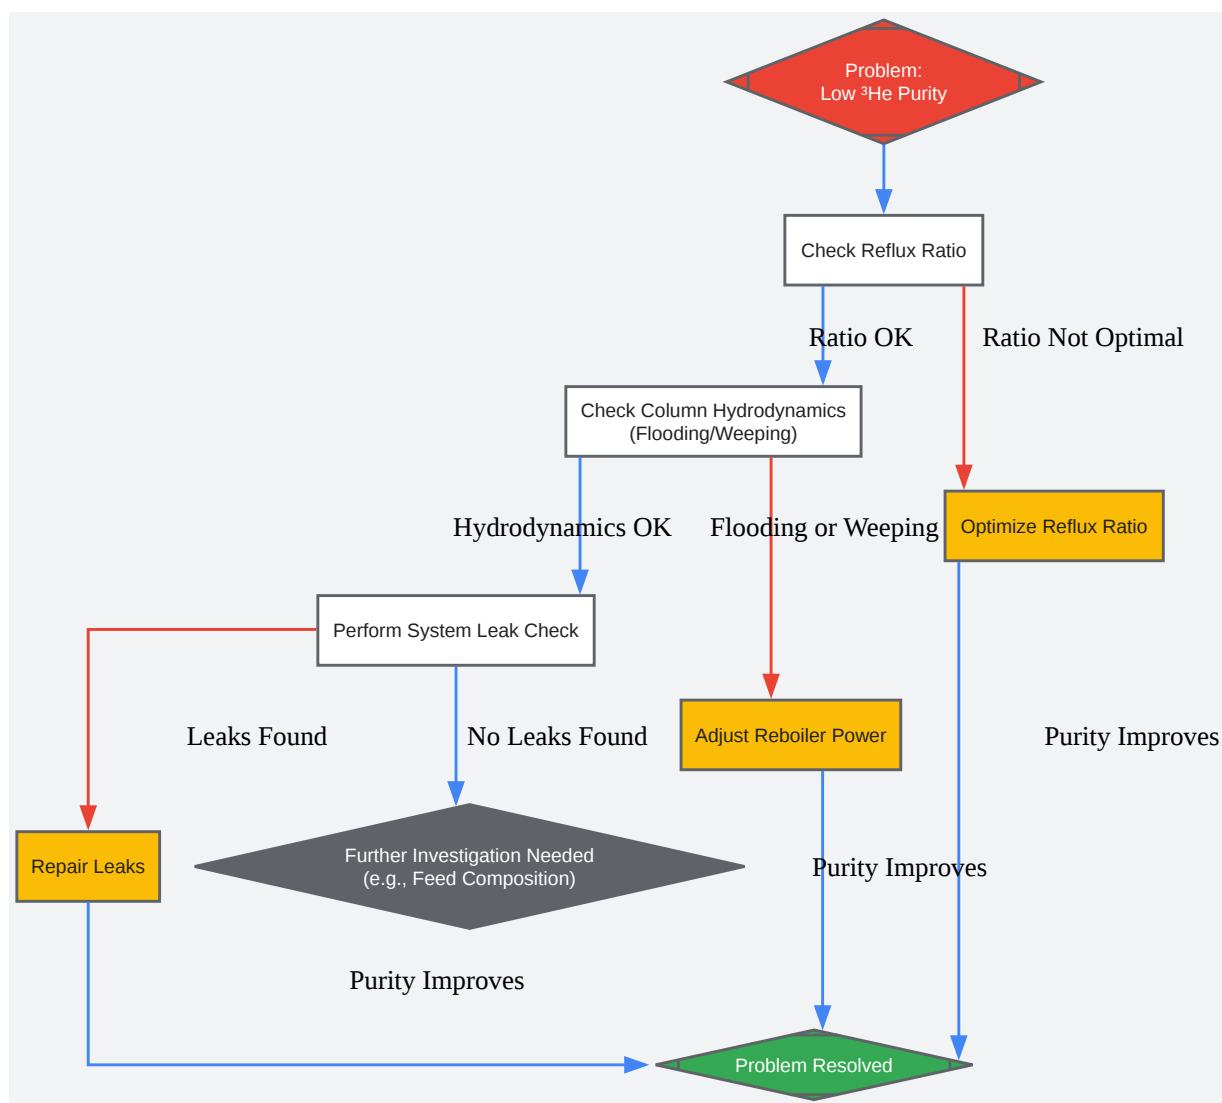 Problem:
Low ³He Purity
Check Reflux Ratio
Ratio OK
Ratio Not Optimal
Check Column Hydrodynamics
(Flooding/Weeping)
Hydrodynamics OK
Flooding or Weeping
Optimize Reflux Ratio
Perform System Leak Check
Leaks Found
No Leaks Found
Adjust Reboiler Power
Purity Improves
Repair Leaks
Further Investigation Needed
(e.g., Feed Composition)
Purity Improves
Purity Improves
Problem Resolved